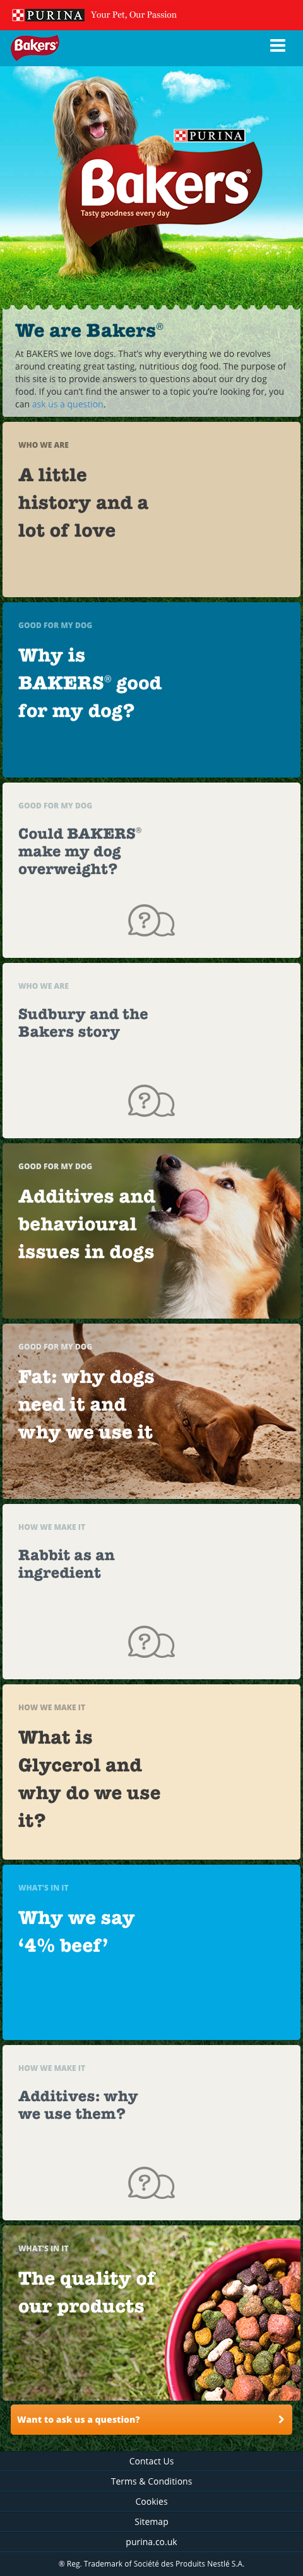 PURINA Your Pet, Our Passion
Bakers
PURINA
Bakers®
Tasty goodness every day
We are Bakers®
At BAKERS we love dogs. That's why everything we do revolves
around creating great tasting, nutritious dog food. The purpose of
this site is to provide answers to questions about our dry dog
food. If you can't find the answer to a topic you're looking for, you
can ask us a question.
WHO WE ARE
A little
history and a
lot of love
GOOD FOR MY DOG
Why is
BAKERS® good
for my dog?
GOOD FOR MY DOG
Could BAKERS®
make my dog
overweight?
?
WHO WE ARE
Sudbury and the
Bakers story
?
GOOD FOR MY DOG
Additives and
behavioural
issues in dogs
GOOD FOR MY DOG
Fat: why dogs
need it and
why we use it
HOW WE MAKE IT
Rabbit as an
ingredient
?
HOW WE MAKE IT
What is
Glycerol and
why do we use
it?
WHAT'S IN IT
Why we say
‘4% beef’
HOW WE MAKE IT
Additives: why
we use them?
?
WHAT'S IN IT
The quality of
our products
Want to ask us a question?
Contact Us
Terms & Conditions
Cookies
Sitemap
purina.co.uk
® Reg. Trademark of Société des Produits Nestlé S.A.